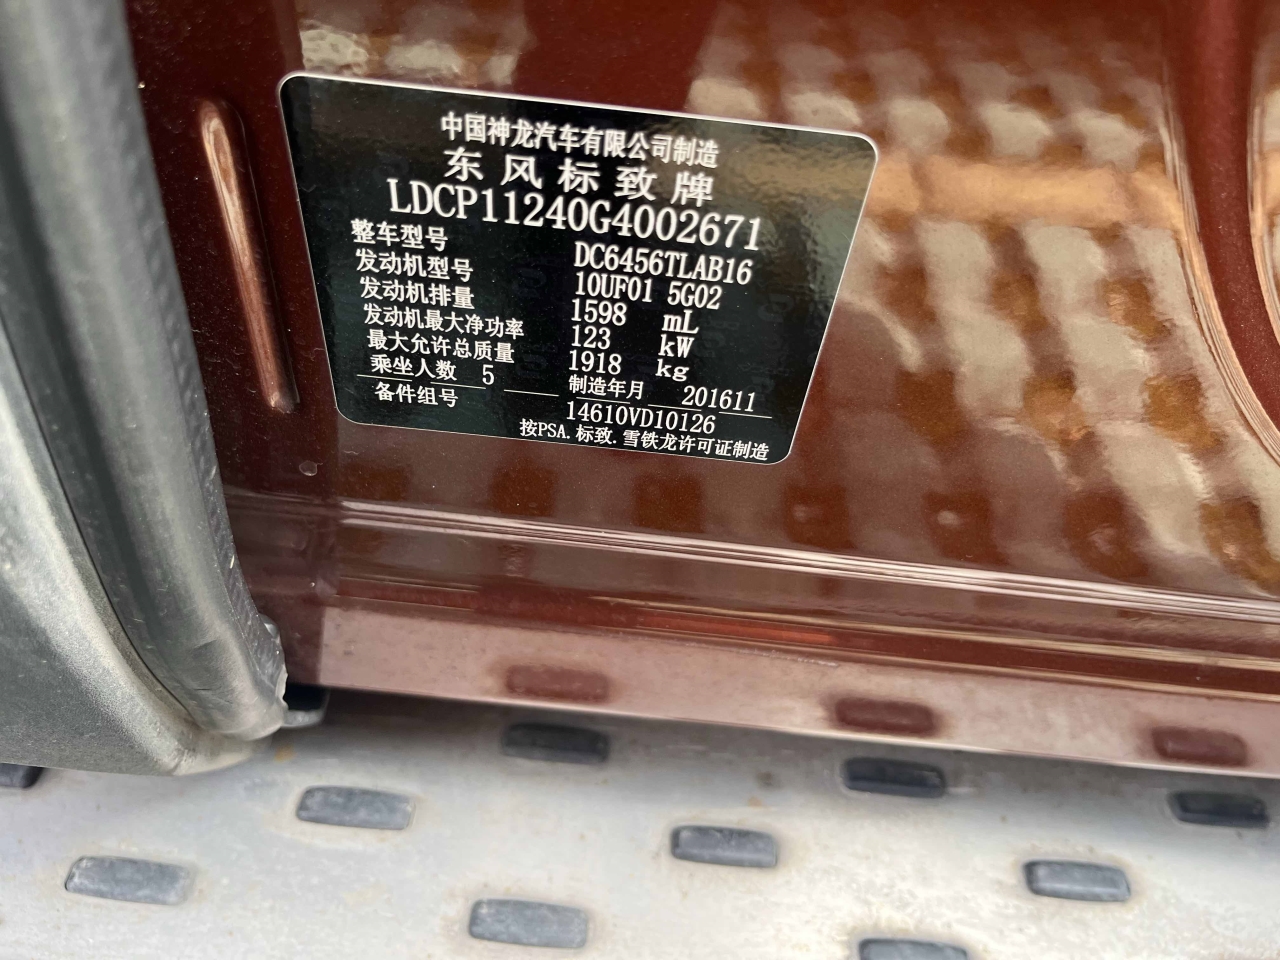 中国神龙汽车有限公司制造
东风标致牌
LDCP11240G4002671
整车型号 DC6456TLAB16
发动机型号 10UF01 5G02
发动机排量 1598 mL
发动机最大净功率 123 kW
最大允许总质量 1918 kg
乘坐人数 5 制造年月 201611
备件组号 14610VD10126
按PSA.标致.雪铁龙许可证制造